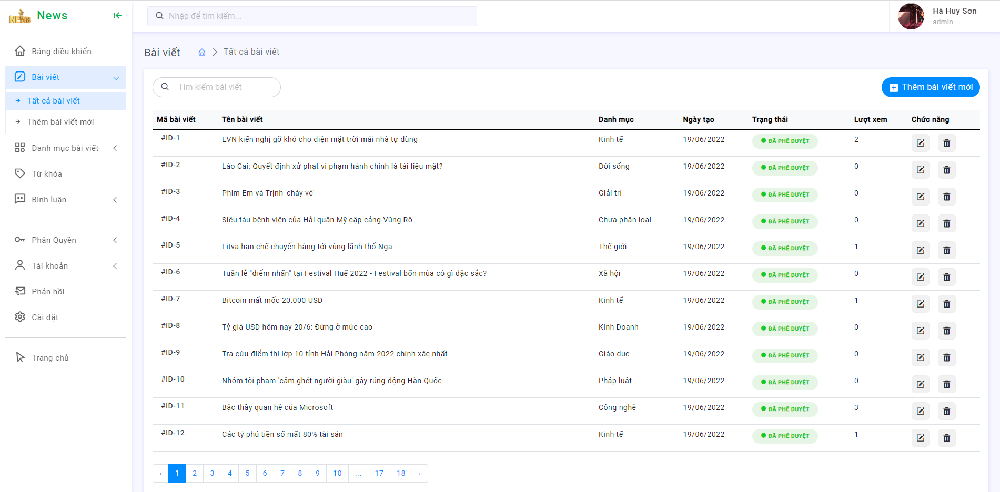 NEWS News
Nhập để tìm kiếm...
Hà Huy Sơn
admin
Bảng điều khiển
Bài viết
Tất cả bài viết
Thêm bài viết mới
Danh mục bài viết
Từ khóa
Bình luận
Phân Quyền
Tài khoản
Phản hồi
Cài đặt
Trang chủ
Bài viết Tất cả bài viết
Tìm kiếm bài viết
Thêm bài viết mới
Mã bài viết Tên bài viết Danh mục Ngày tạo Trạng thái Lượt xem Chức năng
#ID-1 EVN kiến nghị gỡ khó cho điện mặt trời mái nhà tự dùng Kinh tế 19/06/2022 ĐÃ PHÊ DUYỆT 2
#ID-2 Lào Cai: Quyết định xử phạt vi phạm hành chính là tài liệu mật? Đời sống 19/06/2022 ĐÃ PHÊ DUYỆT 0
#ID-3 Phim Em và Trịnh 'cháy vé' Giải trí 19/06/2022 ĐÃ PHÊ DUYỆT 0
#ID-4 Siêu tàu bệnh viện của Hải quân Mỹ cập cảng Vũng Rô Chưa phân loại 19/06/2022 ĐÃ PHÊ DUYỆT 0
#ID-5 Litva hạn chế chuyển hàng tới vùng lãnh thổ Nga Thế giới 19/06/2022 ĐÃ PHÊ DUYỆT 1
#ID-6 Tuần lễ "điểm nhấn" tại Festival Huế 2022 - Festival bốn mùa có gì đặc sắc? Xã hội 19/06/2022 ĐÃ PHÊ DUYỆT 0
#ID-7 Bitcoin mất mốc 20.000 USD Kinh tế 19/06/2022 ĐÃ PHÊ DUYỆT 1
#ID-8 Tỷ giá USD hôm nay 20/6: Đứng ở mức cao Kinh Doanh 19/06/2022 ĐÃ PHÊ DUYỆT 0
#ID-9 Tra cứu điểm thi lớp 10 tỉnh Hải Phòng năm 2022 chính xác nhất Giáo dục 19/06/2022 ĐÃ PHÊ DUYỆT 0
#ID-10 Nhóm tội phạm 'căm ghét người giàu' gây rúng động Hàn Quốc Pháp luật 19/06/2022 ĐÃ PHÊ DUYỆT 0
#ID-11 Bậc thầy quan hệ của Microsoft Công nghệ 19/06/2022 ĐÃ PHÊ DUYỆT 3
#ID-12 Các tỷ phú tiền số mất 80% tài sản Kinh tế 19/06/2022 ĐÃ PHÊ DUYỆT 1
‹ 1 2 3 4 5 6 7 8 9 10 ... 17 18 ›